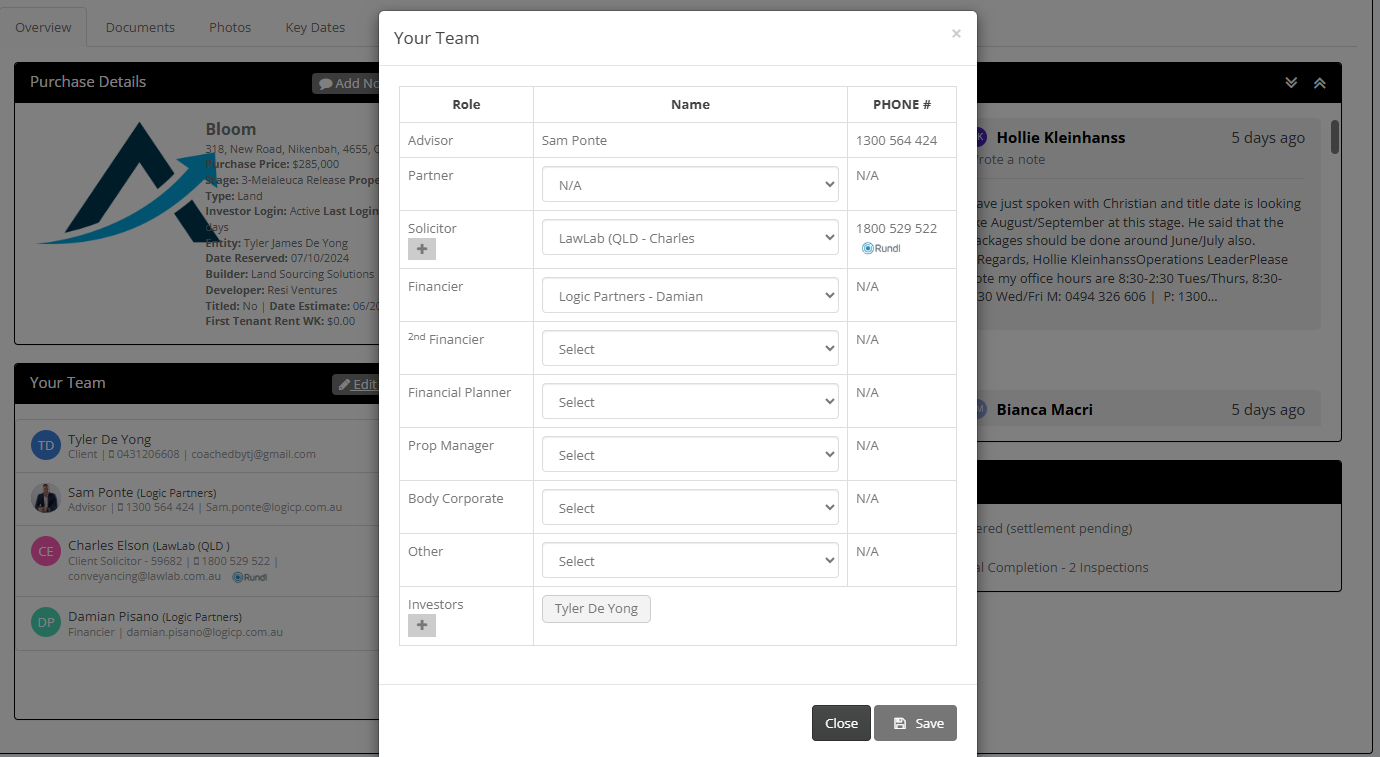 Overview
Documents
Photos
Key Dates
Purchase Details
Add No
Bloom
318, New Road, Nikenbah, 4655,
Purchase Price: $285,000
Stage: 3-Melaleuca Release Prope
Type: Land
Investor Login: Active Last Login
days
Entity: Tyler James De Yong
Date Reserved: 07/10/2024
Builder: Land Sourcing Solutions
Developer: Resi Ventures
Titled: No | Date Estimate: 06/20
First Tenant Rent WK: $0.00
Your Team
Edit
TD
Tyler De Yong
Client | 0431206608 | coachedbytj@gmail.com
Sam Ponte (Logic Partners)
Advisor | 1300 564 424 | Sam.ponte@logicp.com.au
CE
Charles Elson (LawLab (QLD )
Client Solicitor - 59682 | 1800 529 522 |
conveyancing@lawlab.com.au Rundl
DP
Damian Pisano (Logic Partners)
Financier | damian.pisano@logicp.com.au
Your Team
×
Role Name PHONE #
Advisor Sam Ponte 1300 564 424
Partner N/A N/A
Solicitor LawLab (QLD - Charles 1800 529 522
+ Rundl
Financier Logic Partners - Damian N/A
2nd Financier Select N/A
Financial Planner Select N/A
Prop Manager Select N/A
Body Corporate Select N/A
Other Select N/A
Investors Tyler De Yong
+
Close Save
K
Hollie Kleinhanss 5 days ago
rote a note
ave just spoken with Christian and title date is looking
ke August/September at this stage. He said that the
ackages should be done around June/July also.
Regards, Hollie KleinhanssOperations LeaderPlease
ote my office hours are 8:30-2:30 Tues/Thurs, 8:30-
30 Wed/Fri M: 0494 326 606 | P: 1300...
M
Bianca Macri 5 days ago
ered (settlement pending)
al Completion - 2 Inspections